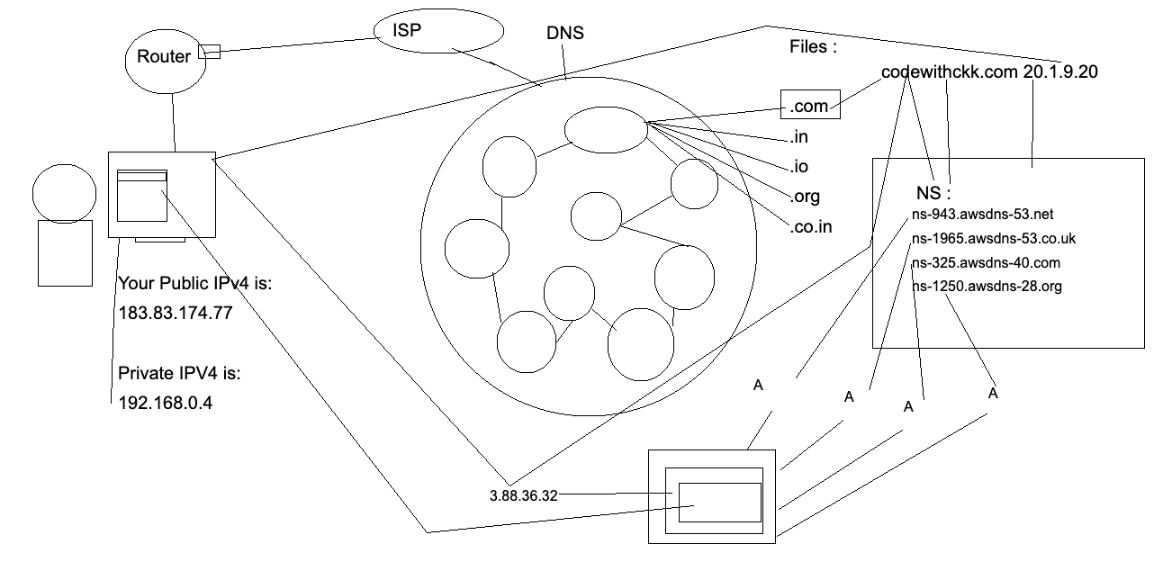 ISP
DNS
Router
Files :
codewithckk.com 20.1.9.20
.com
.in
.io
.org
.co.in
NS :
ns-943.awsdns-53.net
ns-1965.awsdns-53.co.uk
ns-325.awsdns-40.com
ns-1250.awsdns-28.org
Your Public IPv4 is:
183.83.174.77
Private IPV4 is:
192.168.0.4
A
A
A
A
3.88.36.32